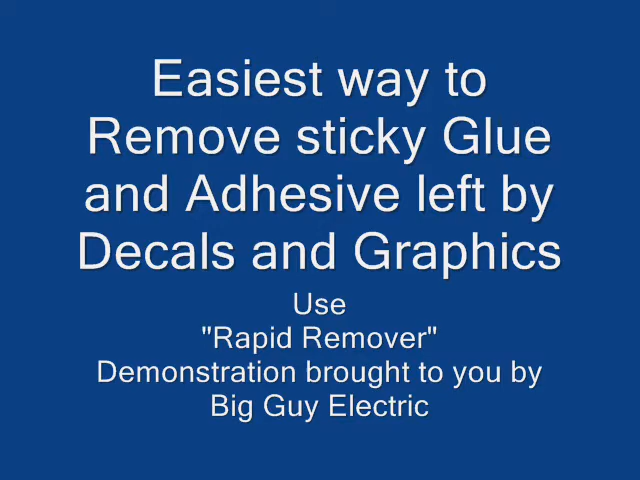 Easiest way to
Remove sticky Glue
and Adhesive left by
Decals and Graphics
Use
"Rapid Remover"
Demonstration brought to you by
Big Guy Electric